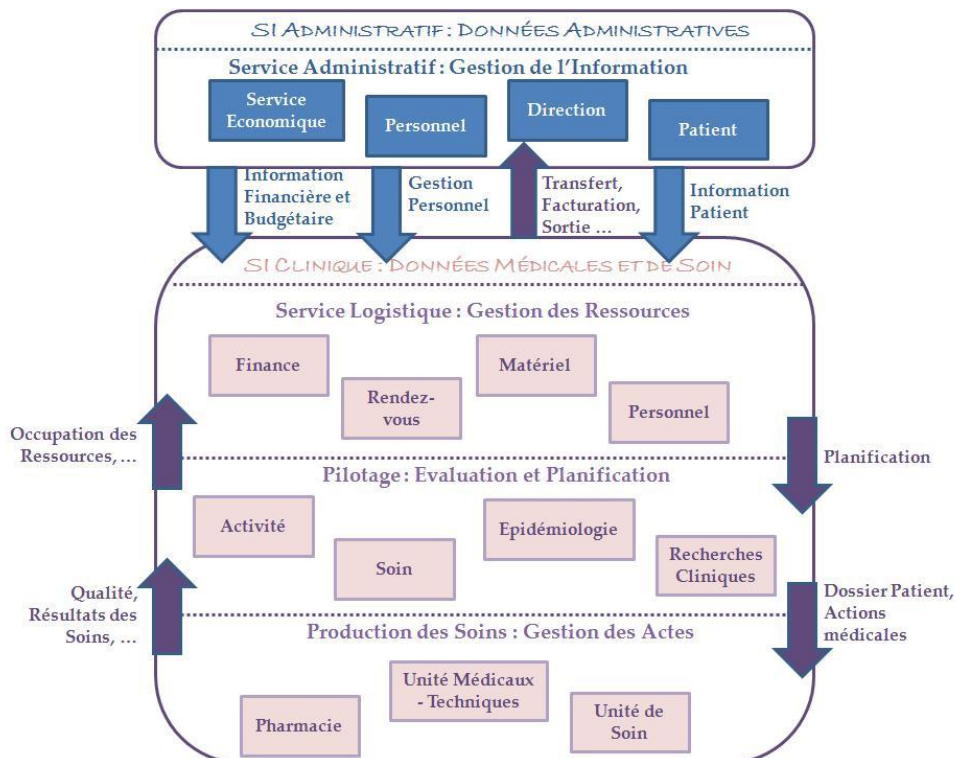 SI ADMINISTRATIF : DONNÉES ADMINISTRATIVES
Service Administratif : Gestion de l'Information
Service
Economique
Personnel
Direction
Patient
Information
Financière et
Budgétaire
Gestion
Personnel
Transfert,
Facturation,
Sortie ...
Information
Patient
SI CLINIQUE : DONNÉES MÉDICALES ET DE SOIN
Service Logistique : Gestion des Ressources
Finance
Rendez-
vous
Matériel
Personnel
Occupation des
Ressources, ...
Planification
Pilotage : Evaluation et Planification
Activité
Soin
Epidémiologie
Recherches
Cliniques
Qualité,
Résultats des
Soins, ...
Dossier Patient,
Actions
médicales
Production des Soins : Gestion des Actes
Pharmacie
Unité Médicaux
- Techniques
Unité de
Soin